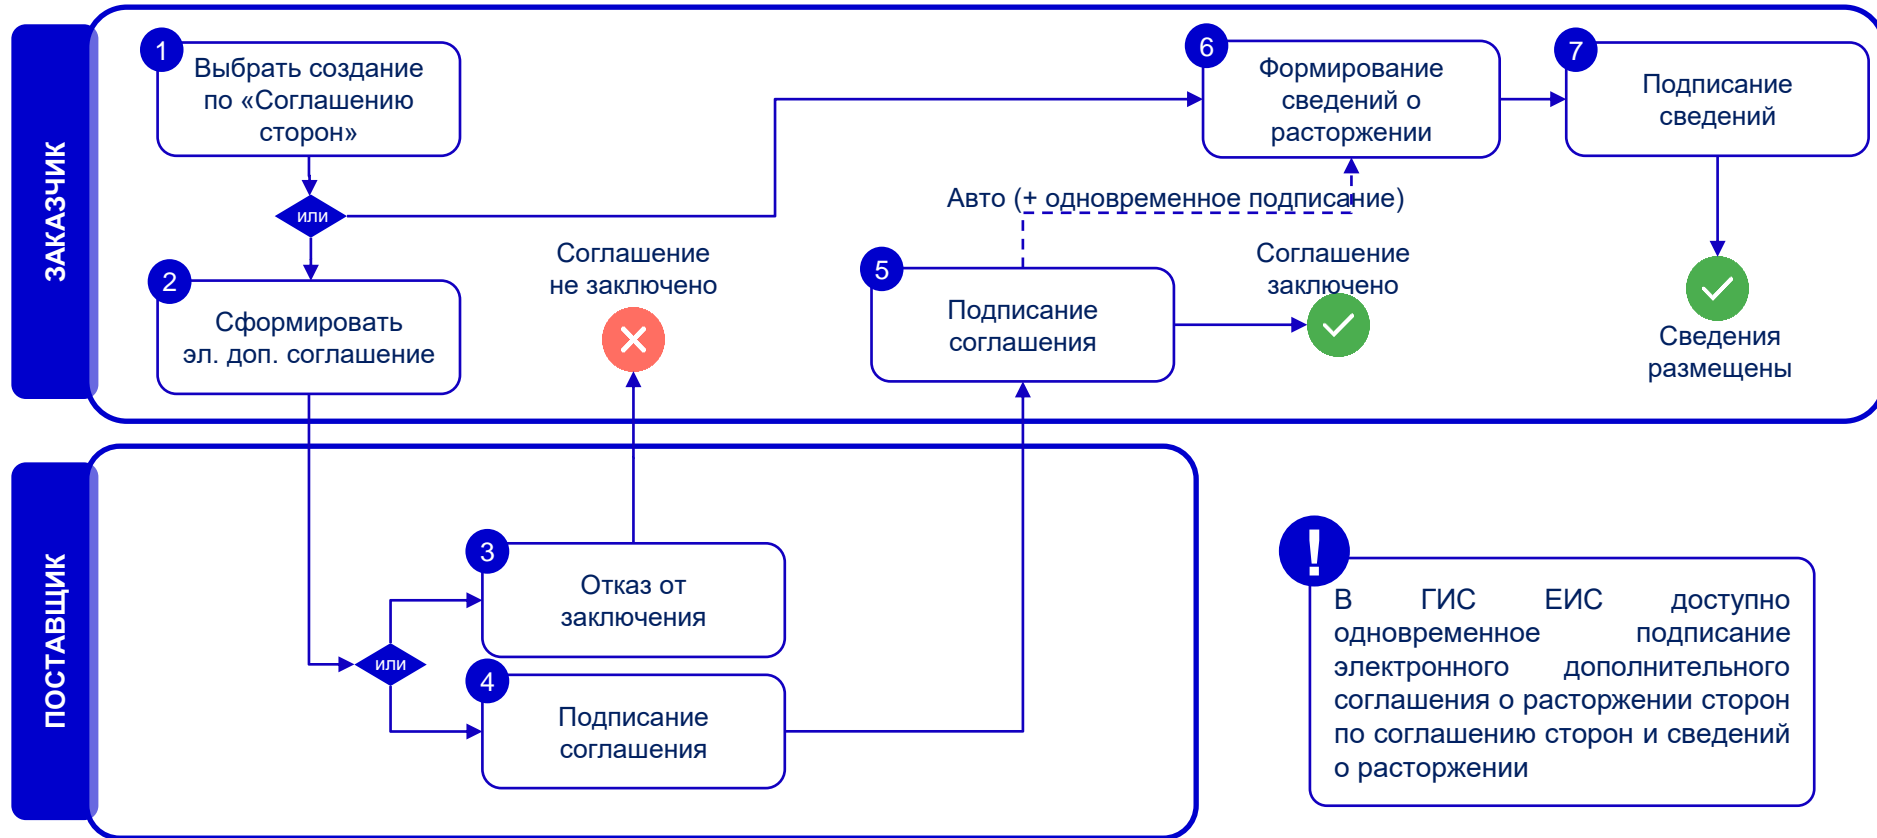 ЗАКАЗЧИК
1
Выбрать создание
по «Соглашению
сторон»
или
2
Сформировать
эл. доп. соглашение
Соглашение
не заключено
5
Подписание
соглашения
Авто (+ одновременное подписание)
Соглашение
заключено
6
Формирование
сведений о
расторжении
7
Подписание
сведений
Сведения
размещены
ПОСТАВЩИК
или
3
Отказ от
заключения
4
Подписание
соглашения
!
В ГИС ЕИС доступно
одновременное подписание
электронного дополнительного
соглашения о расторжении сторон
по соглашению сторон и сведений
о расторжении